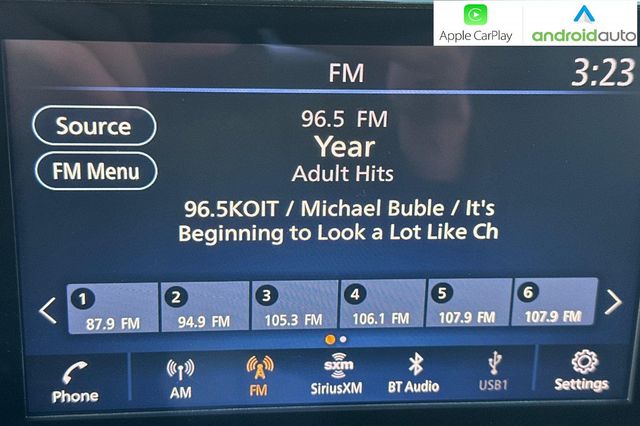 Apple CarPlay
androidauto
FM
3:23
Source
FM Menu
96.5 FM
Year
Adult Hits
96.5KOIT / Michael Buble / It's
Beginning to Look a Lot Like Ch
1
87.9 FM
2
94.9 FM
3
105.3 FM
4
106.1 FM
5
107.9 FM
6
107.9 FM
Phone
AM
FM
sxm
SiriusXM
BT Audio
USB1
Settings